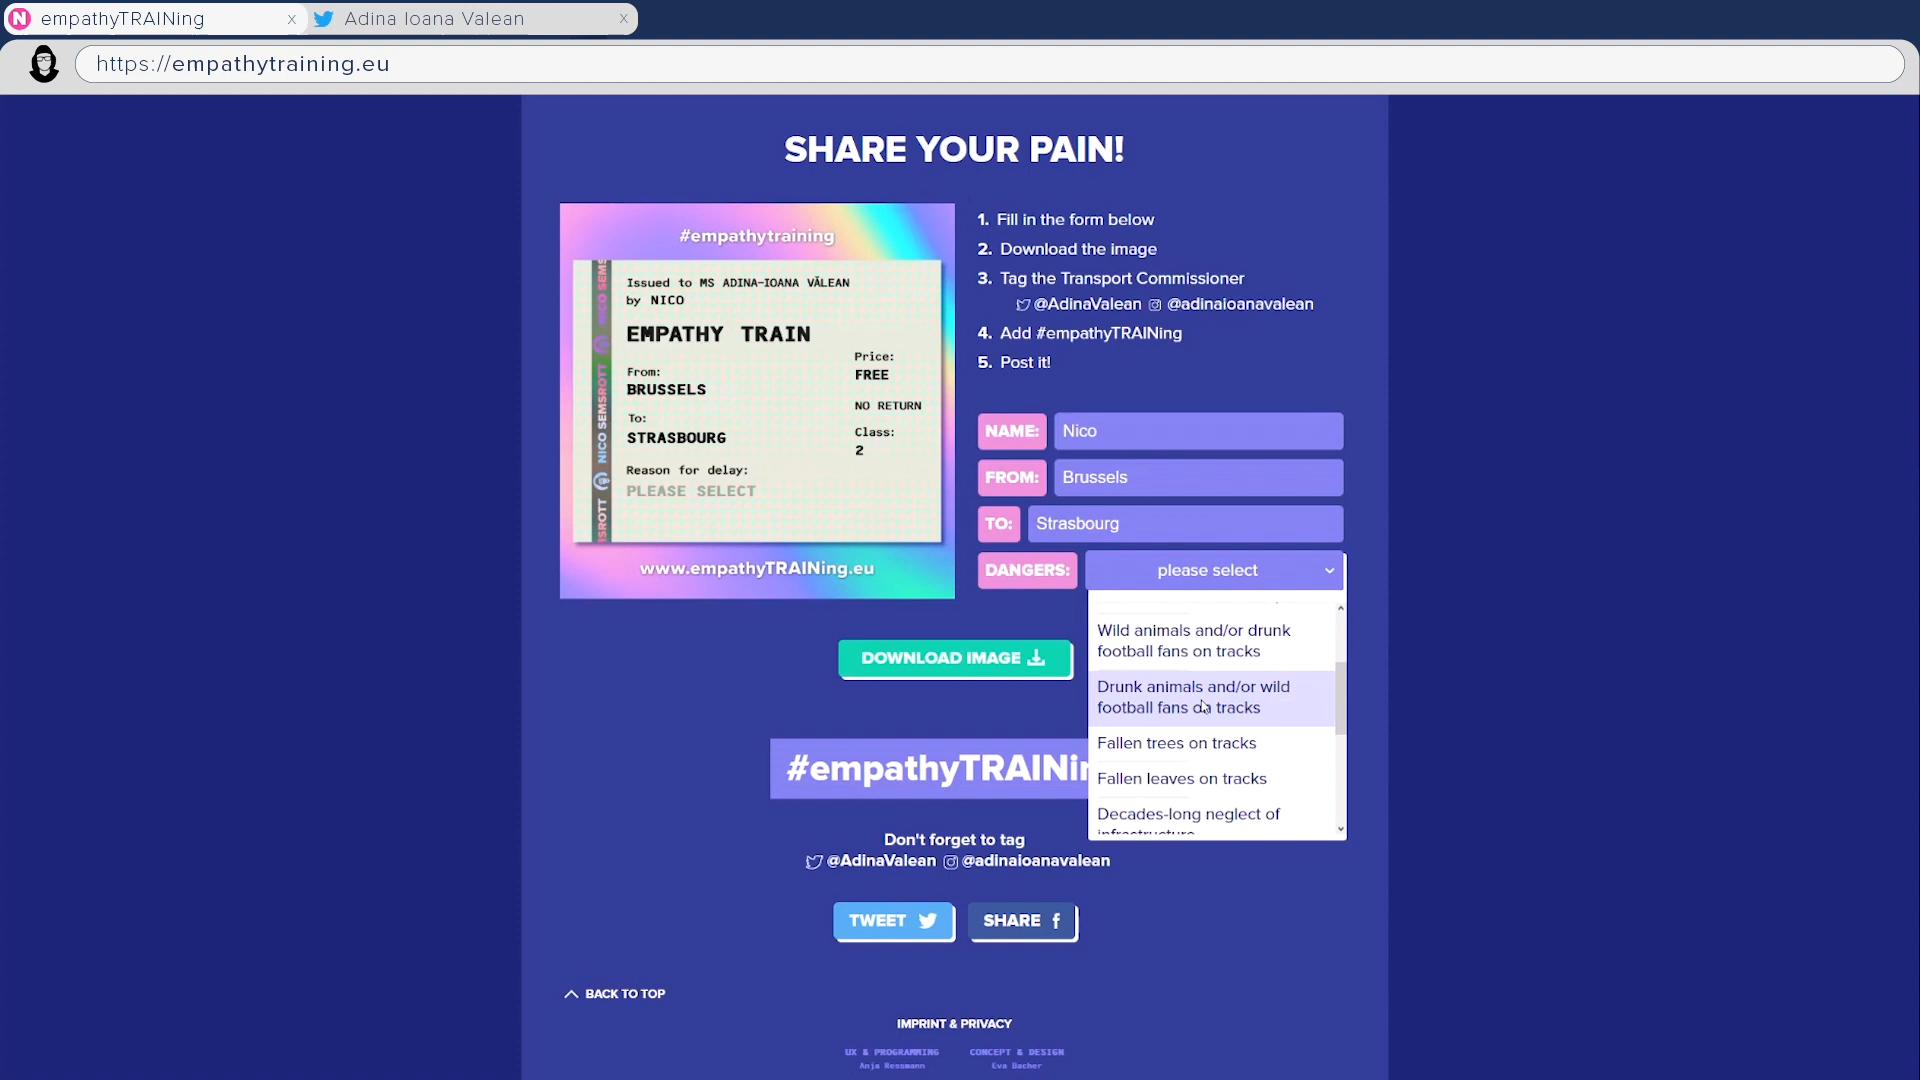 empathyTRAINing x
Adina Ioana Valean x
https://empathytraining.eu
SHARE YOUR PAIN!
#empathytraining
Issued to MS ADINA-IOANA VĂLEAN
by NICO
EMPATHY TRAIN
From:
BRUSSELS
To:
STRASBOURG
Reason for delay:
PLEASE SELECT
Price:
FREE
NO RETURN
Class:
2
NICO SEMSROTT
www.empathyTRAINing.eu
1. Fill in the form below
2. Download the image
3. Tag the Transport Commissioner
@AdinaValean @adinaioanavalean
4. Add #empathyTRAINing
5. Post it!
NAME: Nico
FROM: Brussels
TO: Strasbourg
DANGERS: please select
Wild animals and/or drunk
football fans on tracks
Drunk animals and/or wild
football fans on tracks
Fallen trees on tracks
Fallen leaves on tracks
Decades-long neglect of
infrastructure
DOWNLOAD IMAGE
#empathyTRAINin
Don't forget to tag
@AdinaValean @adinaioanavalean
TWEET
SHARE f
BACK TO TOP
IMPRINT & PRIVACY
UX & PROGRAMMING
Anja Ressmann
CONCEPT & DESIGN
Eva Bacher